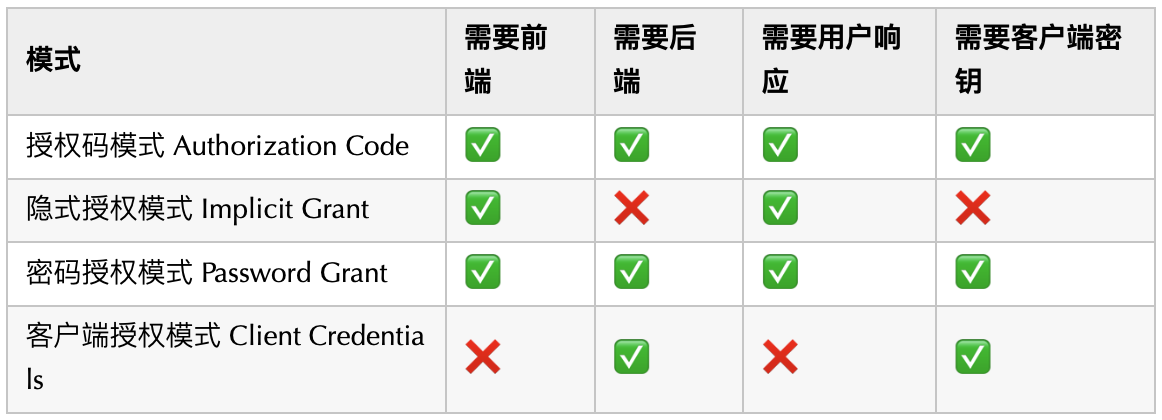 模式
需要前
端
需要后
端
需要用户响
应
需要客户端密
钥
授权码模式 Authorization Code ✅ ✅ ✅ ✅
隐式授权模式 Implicit Grant ✅ ❌ ✅ ❌
密码授权模式 Password Grant ✅ ✅ ✅ ✅
客户端授权模式 Client Credentia
ls
❌ ✅ ❌ ✅